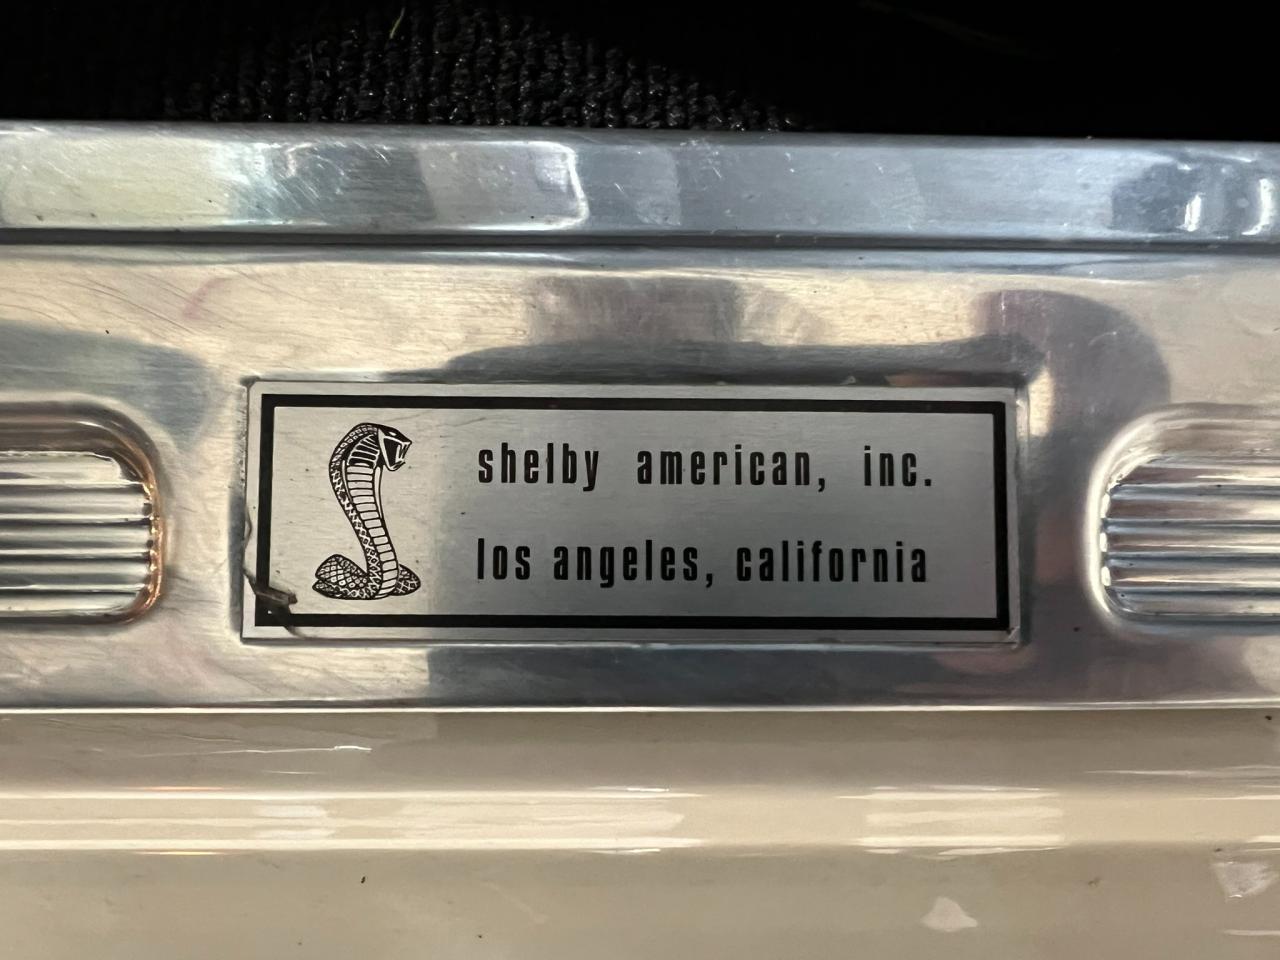 shelby american, inc.
los angeles, california